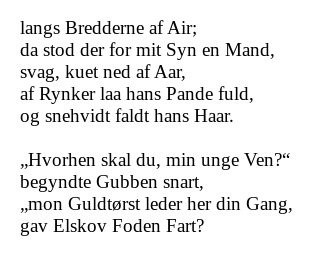 langs Bredderne af Air;
da stod der for mit Syn en Mand,
svag, kuet ned af Aar,
af Rynker laa hans Pande fuld,
og snehvidt faldt hans Haar.

„Hvorhen skal du, min unge Ven?“
begyndte Gubben snart,
„mon Guldtørst leder her din Gang,
gav Elskov Foden Fart?